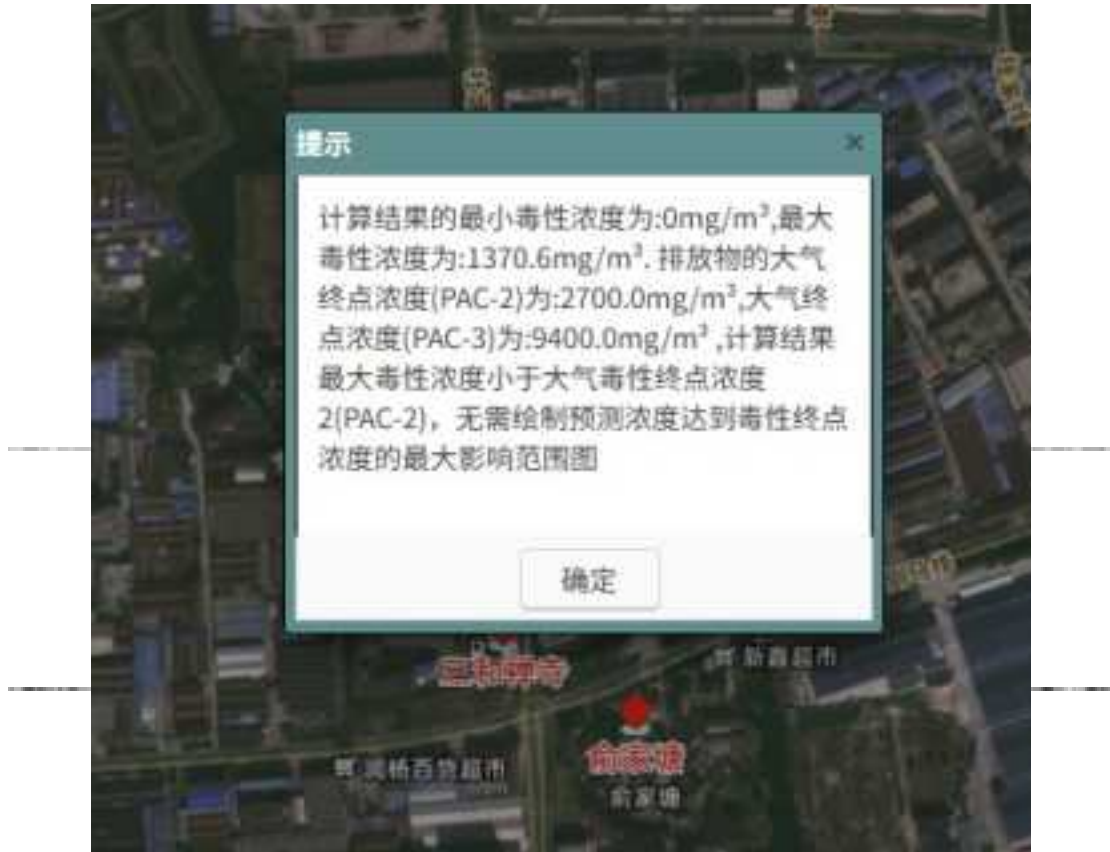 提示
×
计算结果的最小毒性浓度为:0mg/m³,最大
毒性浓度为:1370.6mg/m³. 排放物的大气
终点浓度(PAC-2)为:2700.0mg/m³,大气终
点浓度(PAC-3)为:9400.0mg/m³ ,计算结果
最大毒性浓度小于大气毒性终点浓度
2(PAC-2)，无需绘制预测浓度达到毒性终点
浓度的最大影响范围图
确定
新鑫超市
俞家塘
俞家塘